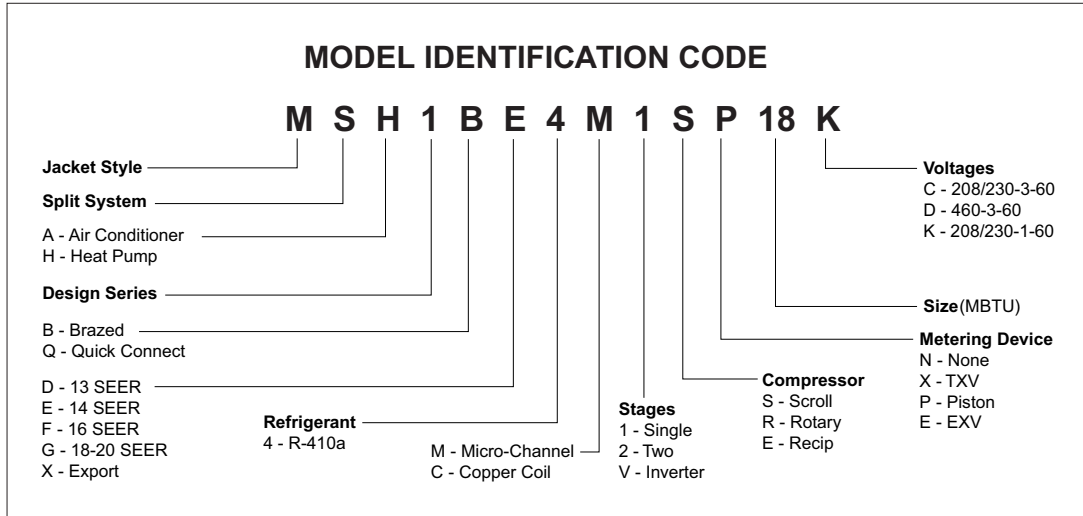 MODEL IDENTIFICATION CODE
M S H 1 B E 4 M 1 S P 18 K
Jacket Style
Split System
A - Air Conditioner
H - Heat Pump
Design Series
B - Brazed
Q - Quick Connect
D - 13 SEER
E - 14 SEER
F - 16 SEER
G - 18-20 SEER
X - Export
Refrigerant
4 - R-410a
M - Micro-Channel
C - Copper Coil
Stages
1 - Single
2 - Two
V - Inverter
Compressor
S - Scroll
R - Rotary
E - Recip
Metering Device
N - None
X - TXV
P - Piston
E - EXV
Size(MBTU)
Voltages
C - 208/230-3-60
D - 460-3-60
K - 208/230-1-60